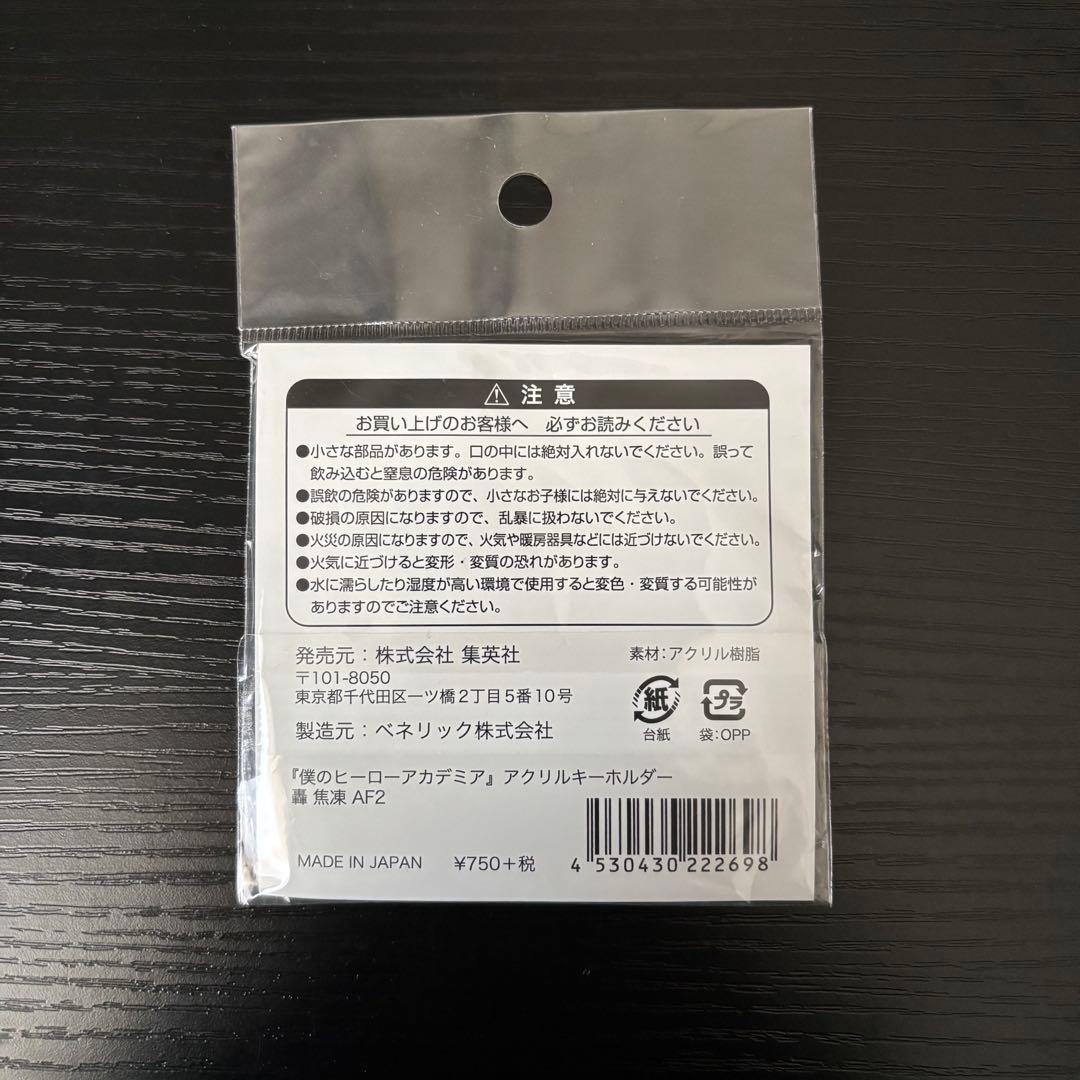 ⚠ 注意
お買い上げのお客様へ 必ずお読みください
●小さな部品があります。口の中には絶対入れないでください。誤って
飲み込むと窒息の危険があります。
●誤飲の危険がありますので、小さなお子様には絶対に与えないでください。
●破損の原因になりますので、乱暴に扱わないでください。
●火災の原因になりますので、火気や暖房器具などには近づけないでください。
●火気に近づけると変形・変質の恐れがあります。
●水に濡らしたり湿度が高い環境で使用すると変色・変質する可能性が
ありますのでご注意ください。
発売元：株式会社 集英社
〒101-8050
東京都千代田区一ツ橋2丁目5番10号
製造元：ベネリック株式会社
素材：アクリル樹脂
紙
台紙
プラ
袋：OPP
『僕のヒーローアカデミア』アクリルキーホルダー
轟 焦凍 AF2
MADE IN JAPAN ¥750+税
4 530430 222698